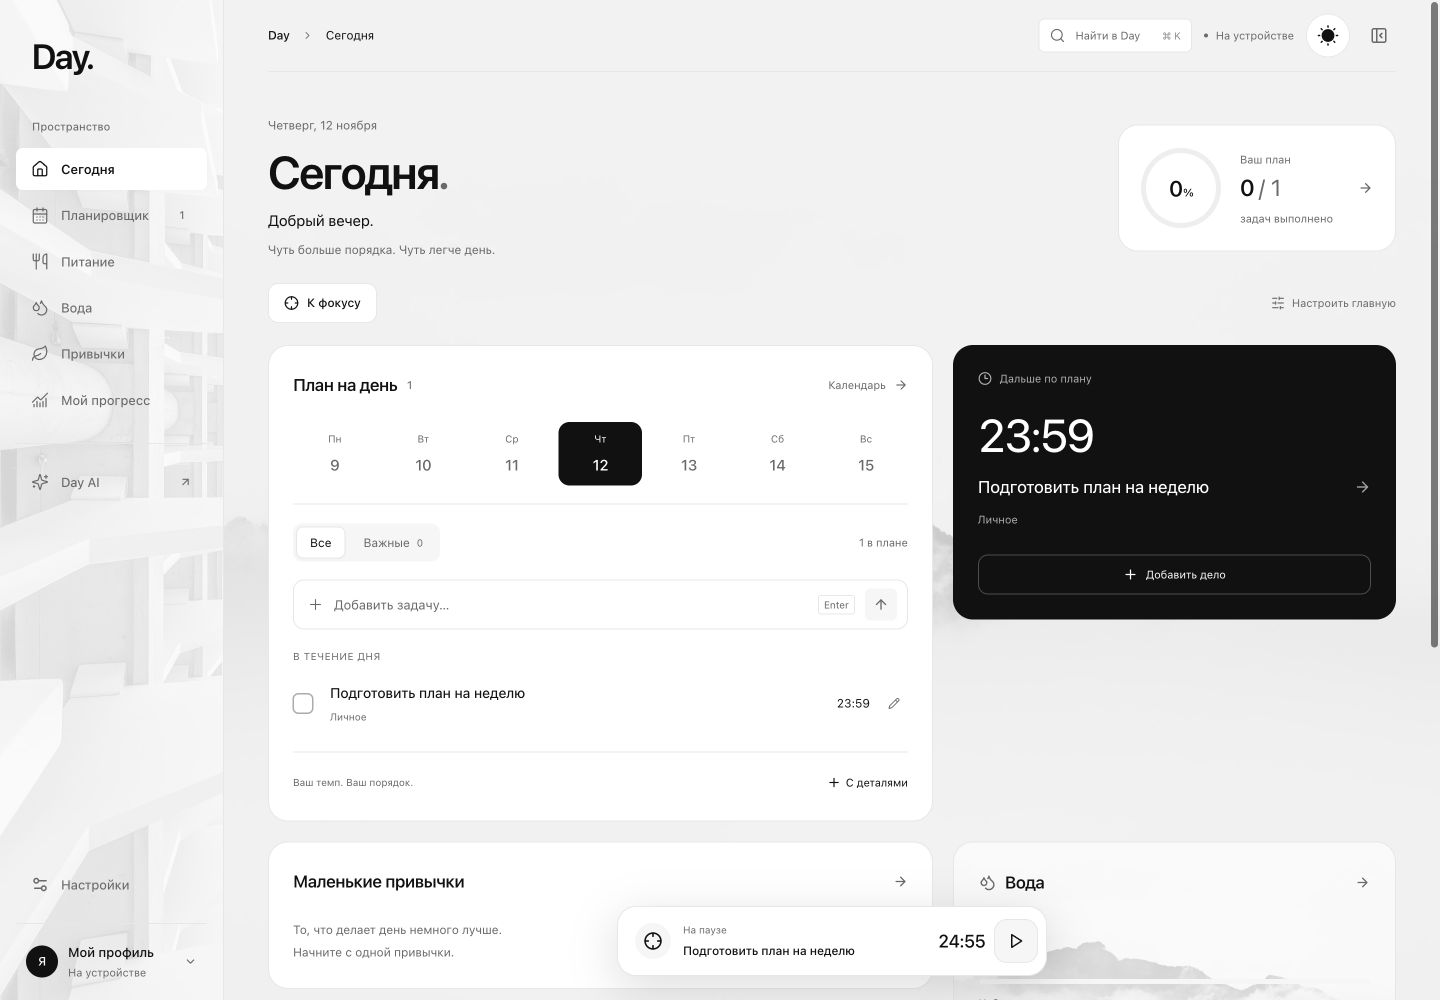 Day.
Пространство
Сегодня
Планировщик 1
Питание
Вода
Привычки
Мой прогресс
Day AI
Настройки
Я
Мой профиль
На устройстве
Day > Сегодня
Найти в Day ⌘ K
• На устройстве
Четверг, 12 ноября
Сегодня.
Добрый вечер.
Чуть больше порядка. Чуть легче день.
К фокусу
0%
Ваш план
0 / 1
задач выполнено
Настроить главную
План на день 1
Календарь
Пн Вт Ср Чт Пт Сб Вс
9 10 11 12 13 14 15
Все Важные 0
1 в плане
Добавить задачу...
Enter
В ТЕЧЕНИЕ ДНЯ
Подготовить план на неделю
Личное
23:59
Ваш темп. Ваш порядок.
+ С деталями
Дальше по плану
23:59
Подготовить план на неделю
Личное
+ Добавить дело
Маленькие привычки
То, что делает день немного лучше.
Начните с одной привычки.
Вода
На паузе
Подготовить план на неделю
24:55